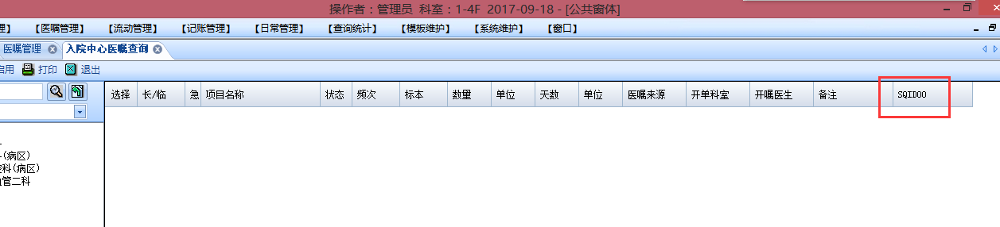 操作者：管理员 科室：1-4F 2017-09-18 - [公共窗体]
【医嘱管理】 【流动管理】 【记账管理】 【日常管理】 【查询统计】 【模板维护】 【系统维护】 【窗口】
医嘱管理 入院中心医嘱查询
启用 打印 退出
选择 长/临 急 项目名称 状态 频次 标本 数量 单位 天数 单位 医嘱来源 开单科室 开嘱医生 备注 SQID00
(病区)
科(病区)
血管二科